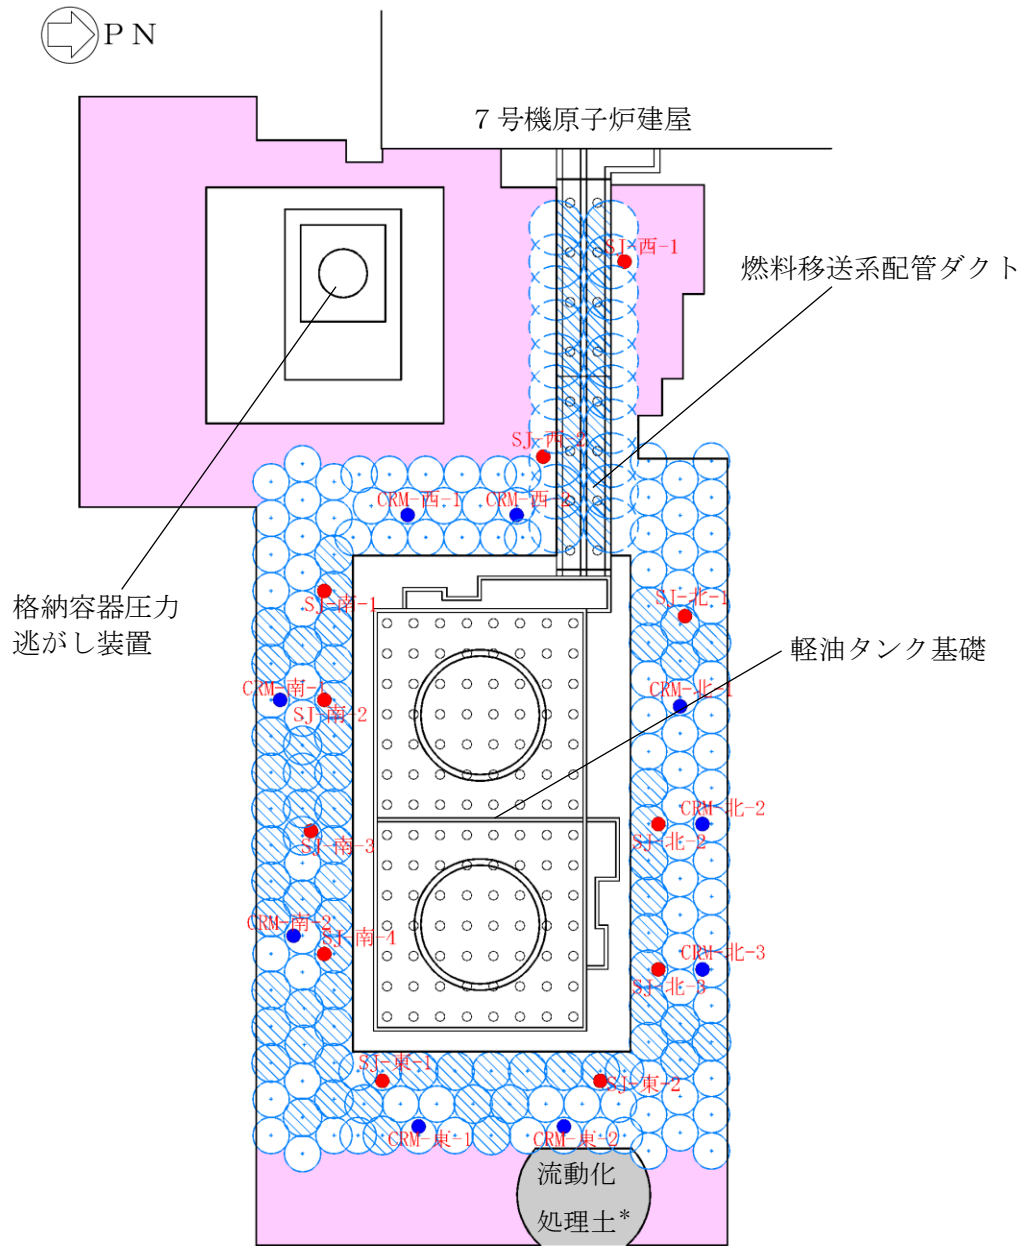 ＰＮ
７号機原子炉建屋
SJ-西-1
燃料移送系配管ダクト
SJ-西-2
CRM-西-1
CRM-西-2
格納容器圧力
逃がし装置
SJ-南-1
SJ-北-1
軽油タンク基礎
CRM-南-1
CRM-北-1
SJ-南-2
CRM-北-2
SJ-南-3
SJ-北-2
CRM-南-2
SJ-南-4
CRM-北-3
SJ-北-3
SJ-東-1
SJ-東-2
CRM-東-1
CRM-東-2
流動化
処理土*